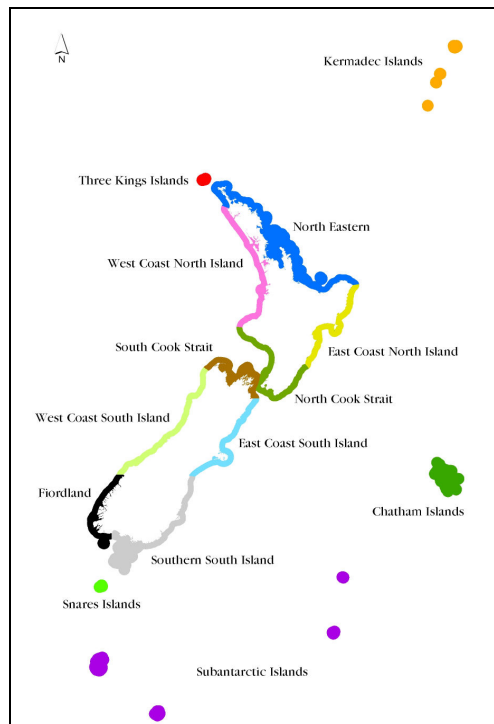 N
Kermadec Islands
Three Kings Islands
North Eastern
West Coast North Island
South Cook Strait
East Coast North Island
North Cook Strait
West Coast South Island
East Coast South Island
Fiordland
Chatham Islands
Southern South Island
Snares Islands
Subantarctic Islands